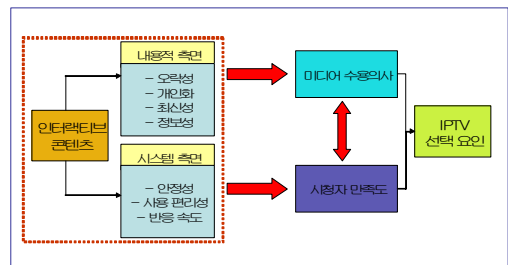 내용적 측면
- 오락성
- 개인화
- 최신성
- 정보성
인터랙티브
콘텐츠
시스템 측면
- 안정성
- 사용 편리성
- 반응 속도
미디어 수용의사
시청자 만족도
IPTV
선택 요인